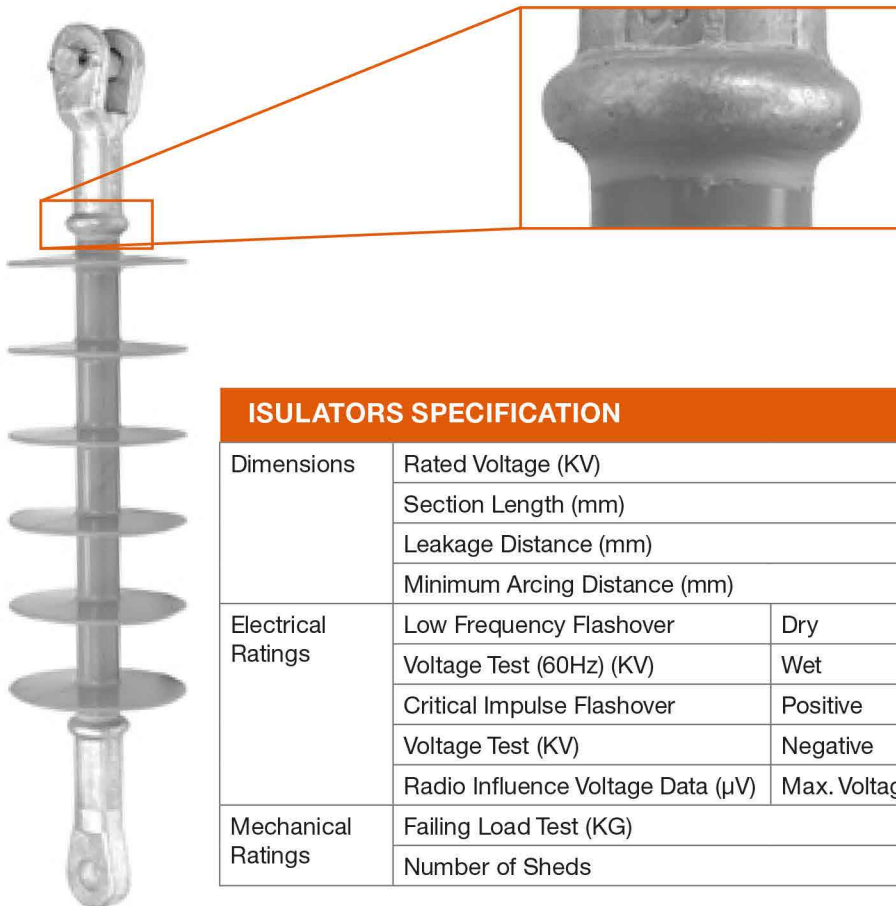 ISULATORS SPECIFICATION
Dimensions
Rated Voltage (KV)
Section Length (mm)
Leakage Distance (mm)
Minimum Arcing Distance (mm)
Electrical
Ratings
Low Frequency Flashover
Dry
Voltage Test (60Hz) (KV)
Wet
Critical Impulse Flashover
Positive
Voltage Test (KV)
Negative
Radio Influence Voltage Data (µV)
Max. Voltag
Mechanical
Ratings
Failing Load Test (KG)
Number of Sheds